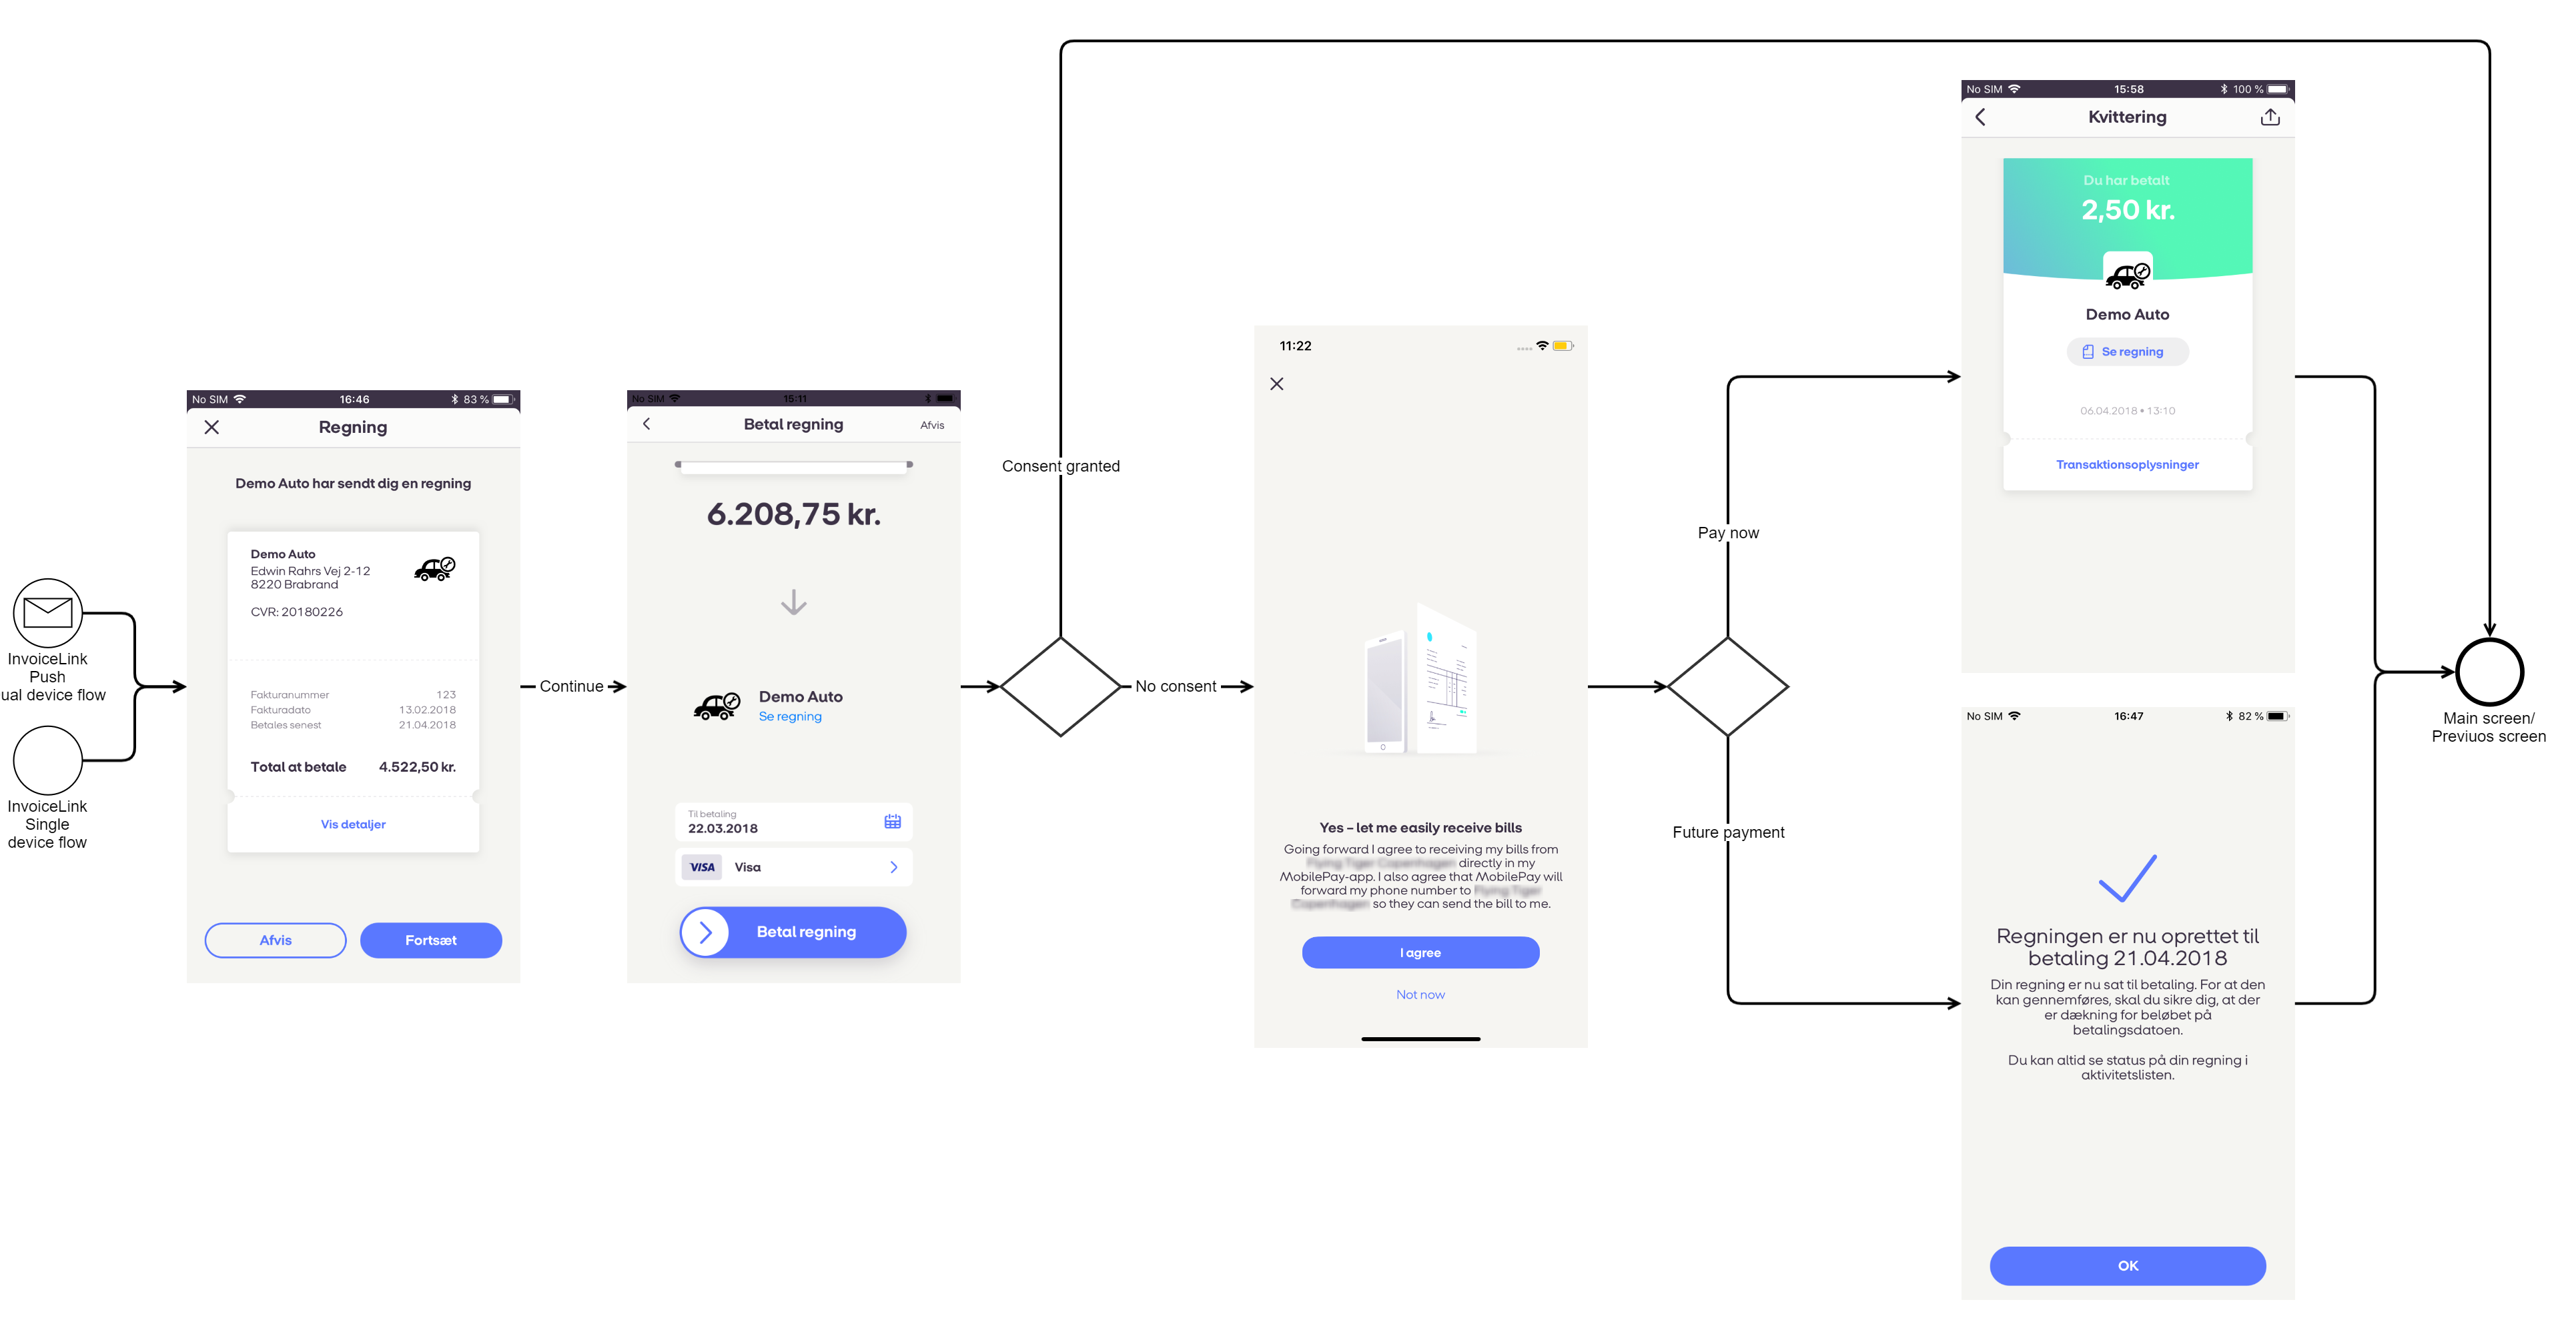 InvoiceLink
Push
ual device flow
InvoiceLink
Single
device flow
No SIM 16:46 83 %
Regning
Demo Auto har sendt dig en regning
Demo Auto
Edwin Rahrs Vej 2-12
8220 Brabrand
CVR: 20180226
Fakturanummer 123
Fakturadato 13.02.2018
Betales senest 21.04.2018
Total at betale 4.522,50 kr.
Vis detaljer
Afvis Fortsæt
Continue
No SIM 15:11
Betal regning Afvis
6.208,75 kr.
Demo Auto
Se regning
Til betaling
22.03.2018
VISA Visa
Betal regning
Consent granted
No consent
11:22
Yes – let me easily receive bills
Going forward I agree to receiving my bills from
Flying Tiger Copenhagen directly in my
MobilePay-app. I also agree that MobilePay will
forward my phone number to Flying Tiger
Copenhagen so they can send the bill to me.
I agree
Not now
Pay now
Future payment
No SIM 15:58 100 %
Kvittering
Du har betalt
2,50 kr.
Demo Auto
Se regning
06.04.2018 • 13:10
Transaktionsoplysninger
No SIM 16:47 82 %
Regningen er nu oprettet til
betaling 21.04.2018
Din regning er nu sat til betaling. For at den
kan gennemføres, skal du sikre dig, at der
er dækning for beløbet på
betalingsdatoen.
Du kan altid se status på din regning i
aktivitetslisten.
OK
Main screen/
Previuos screen